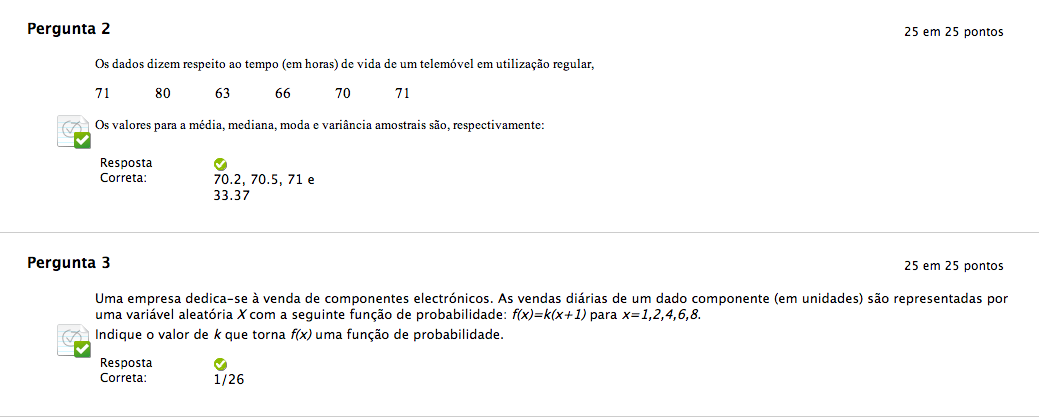 Pergunta 2
25 em 25 pontos
Os dados dizem respeito ao tempo (em horas) de vida de um telemóvel em utilização regular,
71 80 63 66 70 71
Os valores para a média, mediana, moda e variância amostrais são, respectivamente:
Resposta
Correta:
70.2, 70.5, 71 e
33.37
Pergunta 3
25 em 25 pontos
Uma empresa dedica-se à venda de componentes electrónicos. As vendas diárias de um dado componente (em unidades) são representadas por
uma variável aleatória X com a seguinte função de probabilidade: f(x)=k(x+1) para x=1,2,4,6,8.
Indique o valor de k que torna f(x) uma função de probabilidade.
Resposta
Correta:
1/26